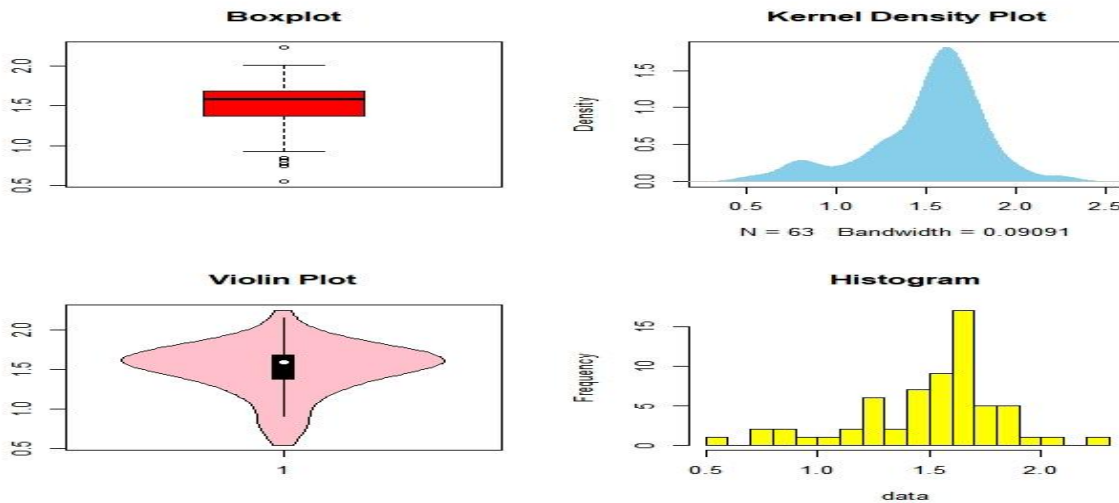 Boxplot
0.5 1.0 1.5 2.0
Kernel Density Plot
Density
0.0 0.5 1.0 1.5
0.5 1.0 1.5 2.0 2.5
N = 63 Bandwidth = 0.09091
Violin Plot
0.5 1.0 1.5 2.0
1
Histogram
Frequency
0 5 10 15
0.5 1.0 1.5 2.0
data